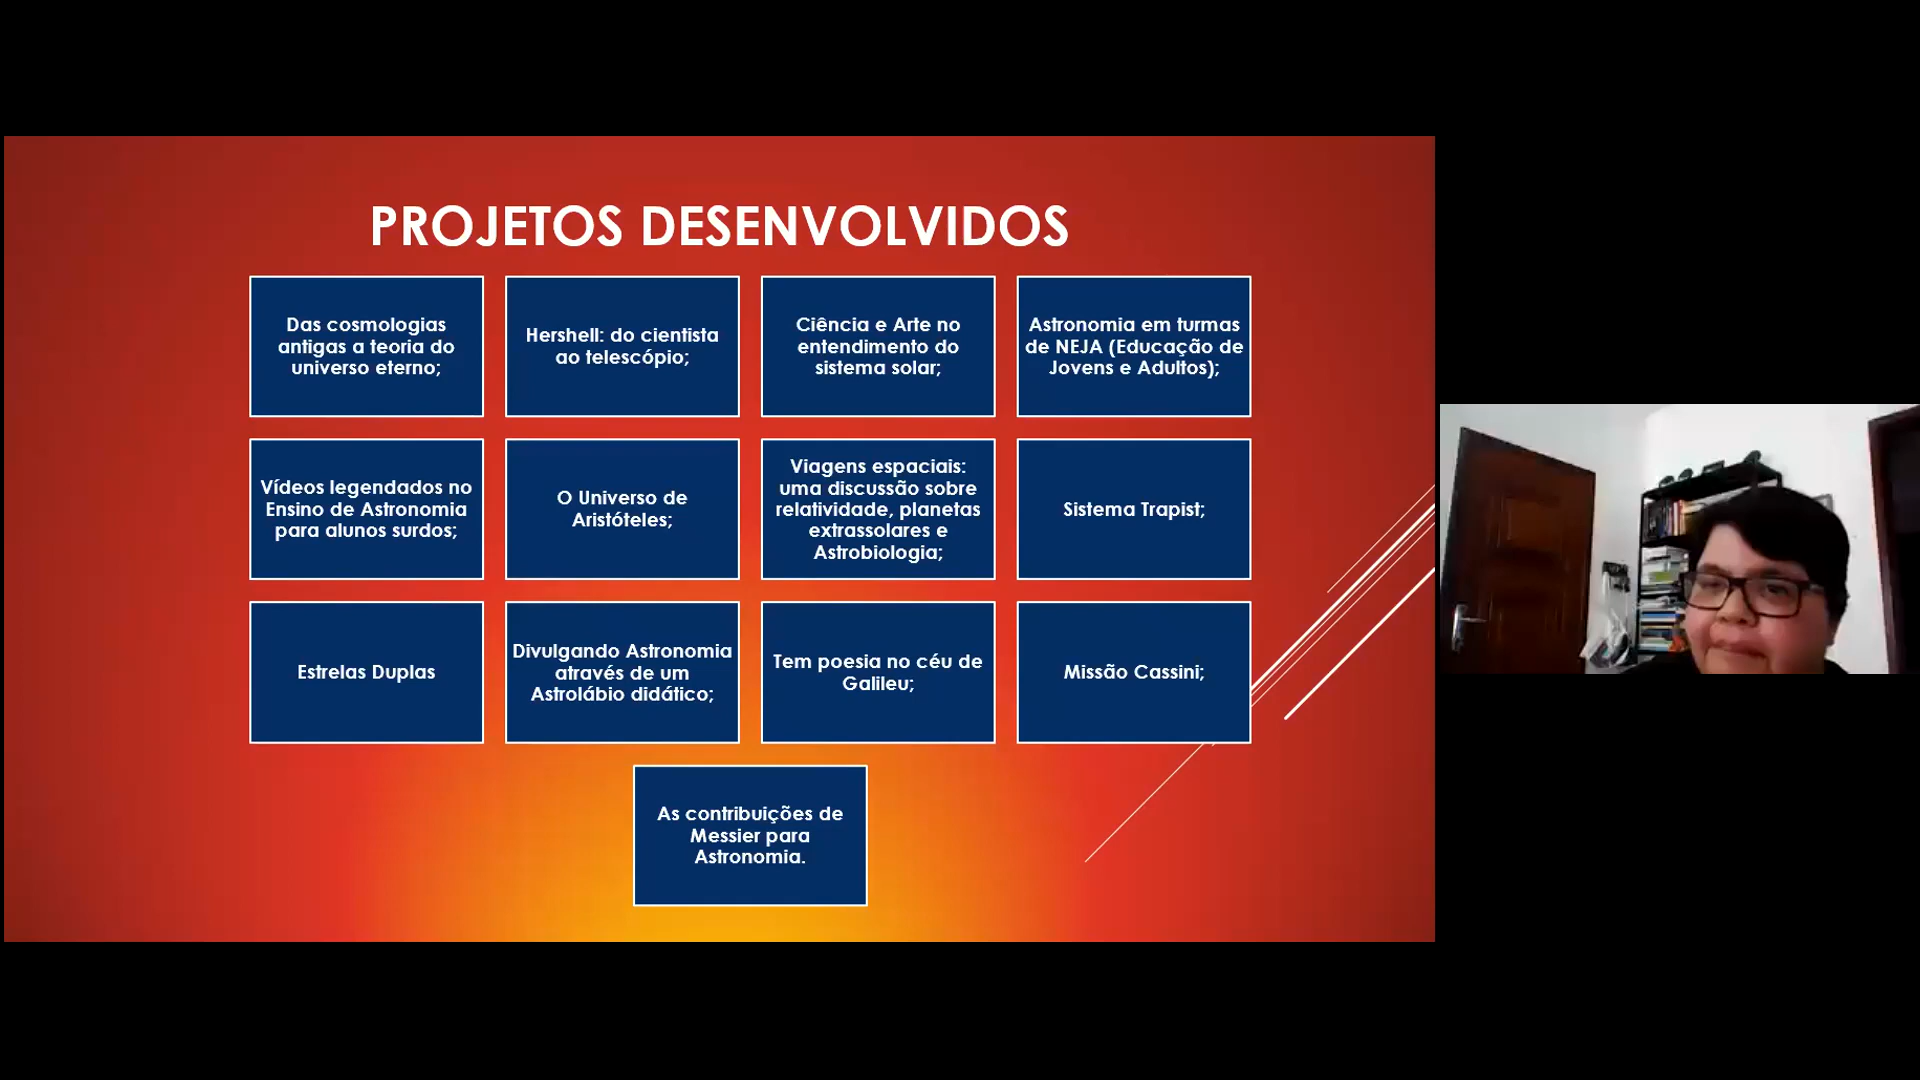 PROJETOS DESENVOLVIDOS
Das cosmologias
antigas a teoria do
universo eterno;
Hershell: do cientista
ao telescópio;
Ciência e Arte no
entendimento do
sistema solar;
Astronomia em turmas
de NEJA (Educação de
Jovens e Adultos);
Vídeos legendados no
Ensino de Astronomia
para alunos surdos;
O Universo de
Aristóteles;
Viagens espaciais:
uma discussão sobre
relatividade, planetas
extrassolares e
Astrobiologia;
Sistema Trapist;
Estrelas Duplas
Divulgando Astronomia
através de um
Astrolábio didático;
Tem poesia no céu de
Galileu;
Missão Cassini;
As contribuições de
Messier para
Astronomia.